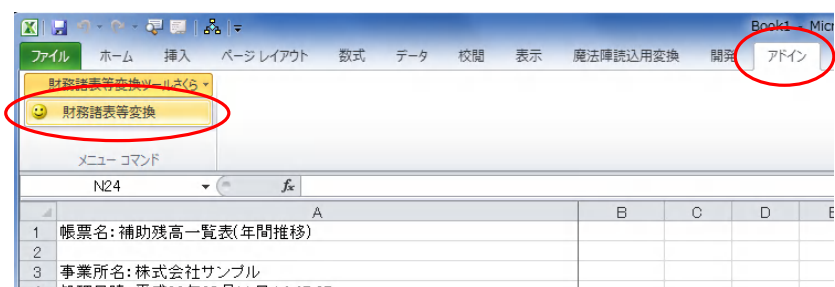 Book1 - Micr
ファイル ホーム 挿入 ページ レイアウト 数式 データ 校閲 表示 魔法陣読込用変換 開発 アドイン
財務諸表等変換ツールさくら
財務諸表等変換
メニュー コマンド
N24 fx
A B C D E
1 帳票名:補助残高一覧表(年間推移)
2
3 事業所名:株式会社サンプル